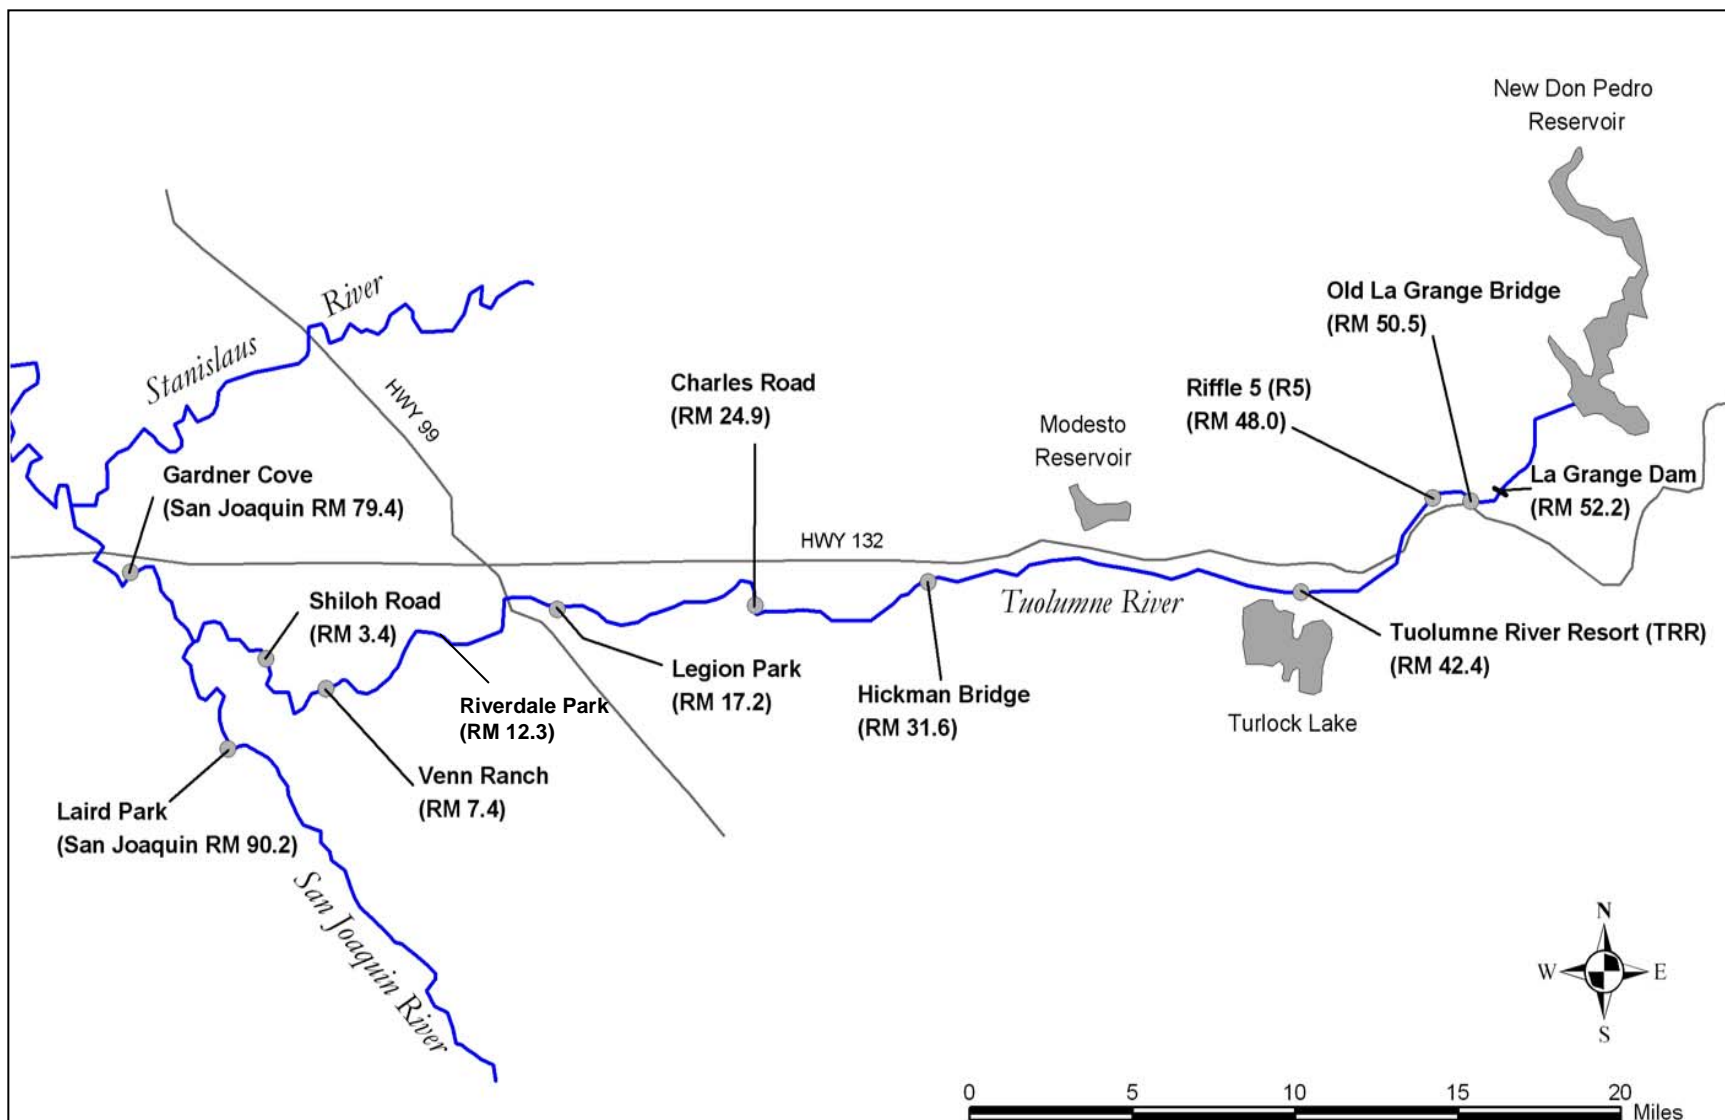 New Don Pedro
Reservoir
Old La Grange Bridge
(RM 50.5)
River
Stanislaus
HWY 99
Charles Road
(RM 24.9)
Riffle 5 (R5)
(RM 48.0)
Modesto
Reservoir
Gardner Cove
(San Joaquin RM 79.4)
La Grange Dam
(RM 52.2)
HWY 132
Shiloh Road
(RM 3.4)
Tuolumne River
Tuolumne River Resort (TRR)
(RM 42.4)
Legion Park
(RM 17.2)
Hickman Bridge
(RM 31.6)
Riverdale Park
(RM 12.3)
Turlock Lake
Venn Ranch
(RM 7.4)
Laird Park
(San Joaquin RM 90.2)
San Joaquin River
N
W E
S
0 5 10 15 20
Miles